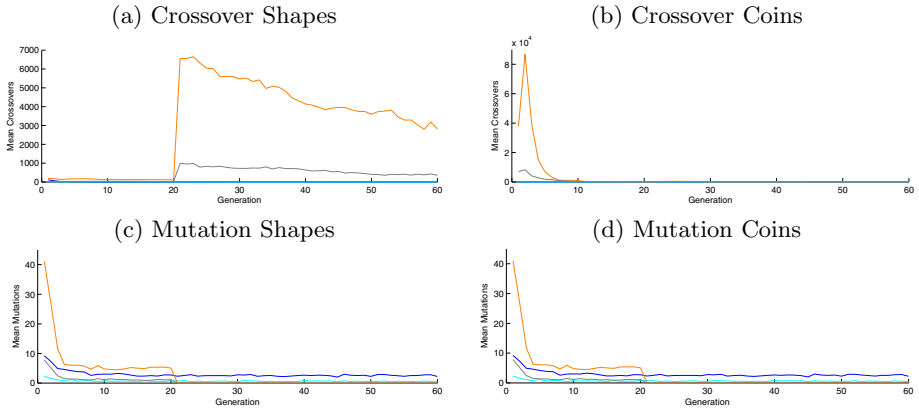 (a) Crossover Shapes
(b) Crossover Coins
7000
6000
5000
4000
3000
2000
1000
0
Mean Crossovers
0 10 20 30 40 50 60
Generation
x 10^4
8
6
4
2
0
Mean Crossovers
0 10 20 30 40 50 60
Generation
(c) Mutation Shapes
(d) Mutation Coins
40
30
20
10
0
Mean Mutations
0 10 20 30 40 50 60
Generation
40
30
20
10
0
Mean Mutations
0 10 20 30 40 50 60
Generation